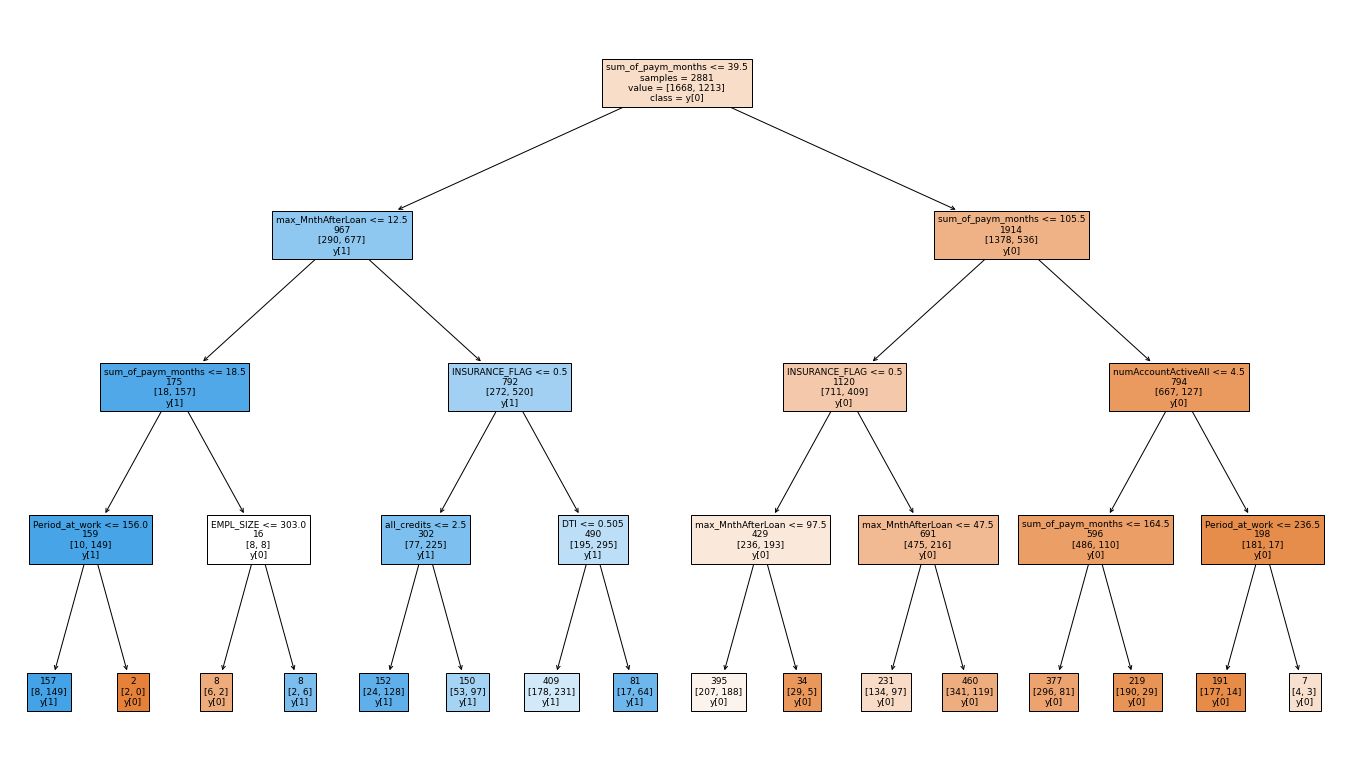 sum_of_paym_months <= 39.5
samples = 2881
value = [1668, 1213]
class = y[0]
max_MnthAfterLoan <= 12.5
967
[290, 677]
y[1]
sum_of_paym_months <= 105.5
1914
[1378, 536]
y[0]
sum_of_paym_months <= 18.5
175
[18, 157]
y[1]
INSURANCE_FLAG <= 0.5
792
[272, 520]
y[1]
INSURANCE_FLAG <= 0.5
1120
[711, 409]
y[0]
numAccountActiveAll <= 4.5
794
[667, 127]
y[0]
Period_at_work <= 156.0
159
[10, 149]
y[1]
EMPL_SIZE <= 303.0
16
[8, 8]
y[0]
all_credits <= 2.5
302
[77, 225]
y[1]
DTI <= 0.505
490
[195, 295]
y[1]
max_MnthAfterLoan <= 97.5
429
[236, 193]
y[0]
max_MnthAfterLoan <= 47.5
691
[475, 216]
y[0]
sum_of_paym_months <= 164.5
596
[486, 110]
y[0]
Period_at_work <= 236.5
198
[181, 17]
y[0]
157
[8, 149]
y[1]
2
[2, 0]
y[0]
8
[6, 2]
y[0]
8
[2, 6]
y[1]
152
[24, 128]
y[1]
150
[53, 97]
y[1]
409
[178, 231]
y[1]
81
[17, 64]
y[1]
395
[207, 188]
y[0]
34
[29, 5]
y[0]
231
[134, 97]
y[0]
460
[341, 119]
y[0]
377
[296, 81]
y[0]
219
[190, 29]
y[0]
191
[177, 14]
y[0]
7
[4, 3]
y[0]